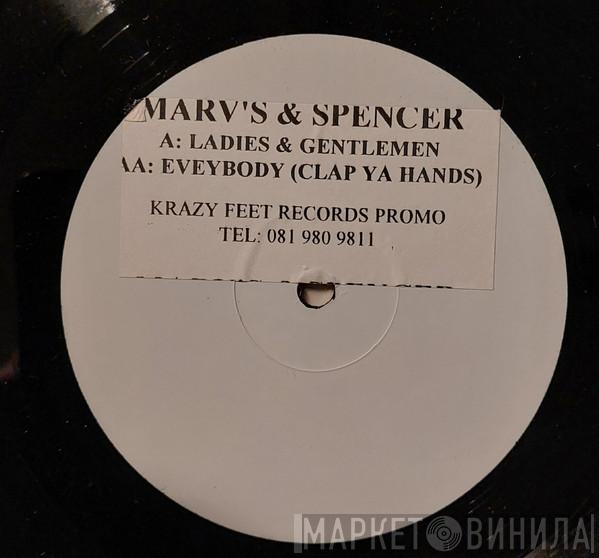 MARV'S & SPENCER
A: LADIES & GENTLEMEN
AA: EVEYBODY (CLAP YA HANDS)
KRAZY FEET RECORDS PROMO
TEL: 081 980 9811
МАРКЕТ ВИНИЛА